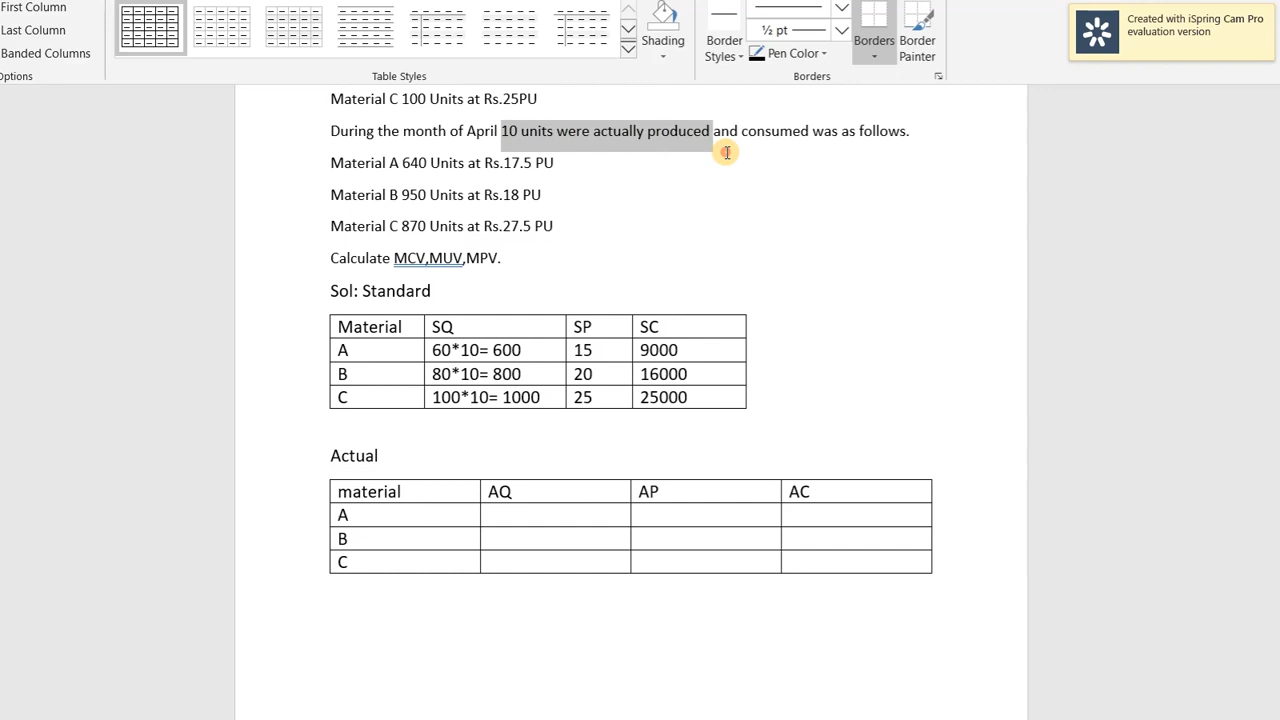 First Column
Last Column
Banded Columns
Options
Table Styles
Shading
Border Styles
½ pt
Pen Color
Borders
Border Painter
Borders
Created with iSpring Cam Pro
evaluation version
Material C 100 Units at Rs.25PU
During the month of April 10 units were actually produced and consumed was as follows.
Material A 640 Units at Rs.17.5 PU
Material B 950 Units at Rs.18 PU
Material C 870 Units at Rs.27.5 PU
Calculate MCV,MUV,MPV.
Sol: Standard
Material SQ SP SC
A 60*10= 600 15 9000
B 80*10= 800 20 16000
C 100*10= 1000 25 25000
Actual
material AQ AP AC
A
B
C